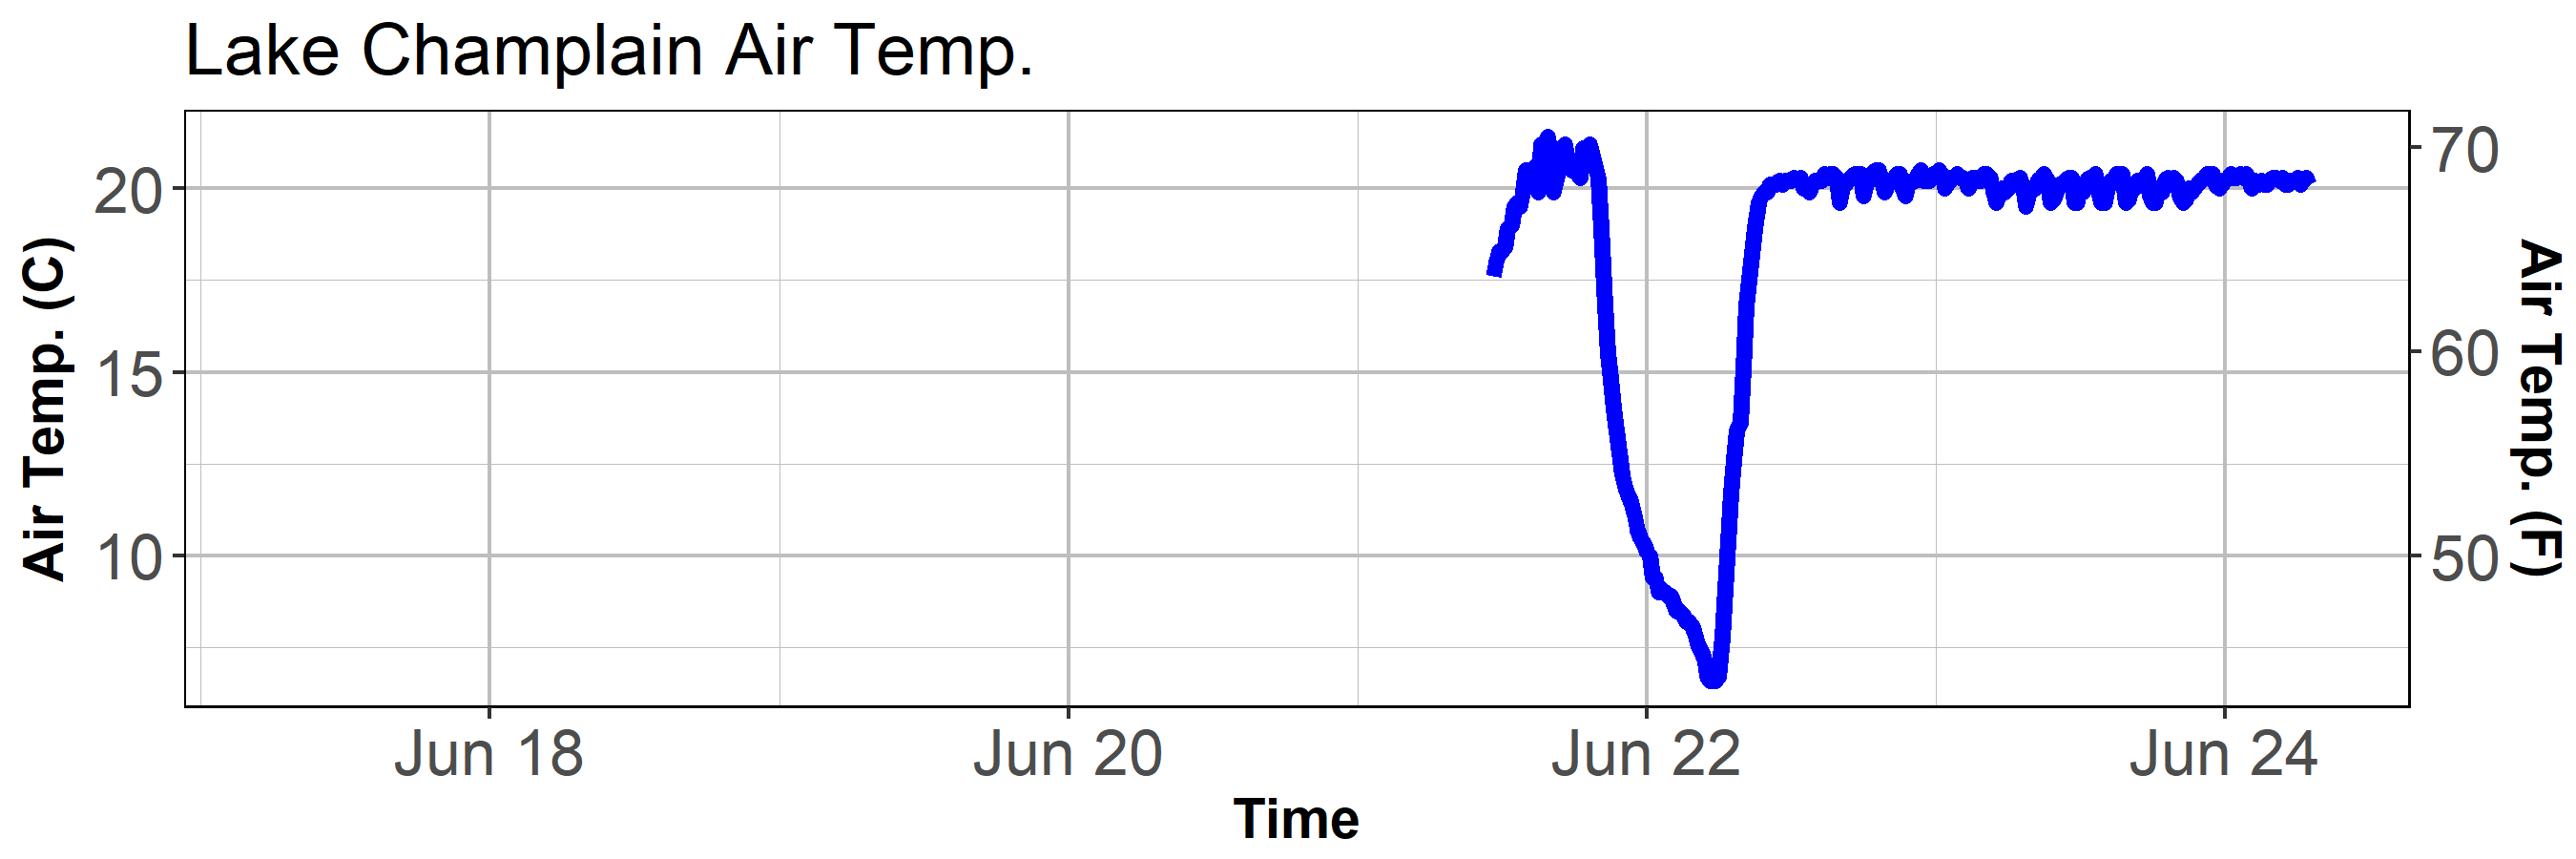 Lake Champlain Air Temp.
Air Temp. (C)
20
15
10
70
60
50
Air Temp. (F)
Jun 18 Jun 20 Jun 22 Jun 24
Time